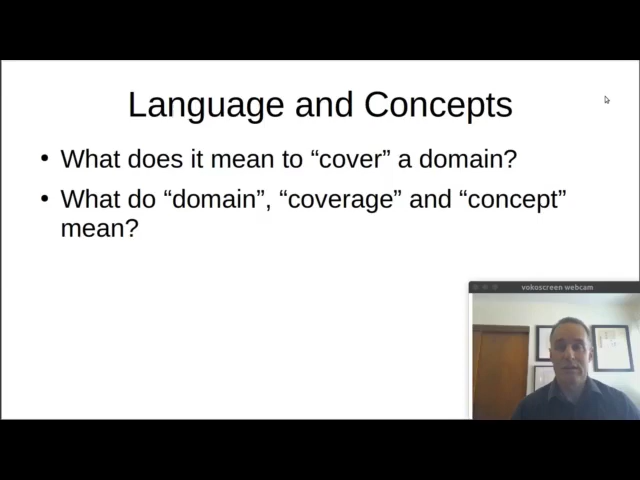 Language and Concepts
• What does it mean to “cover” a domain?
• What do “domain”, “coverage” and “concept”
mean?
vokoscreen webcam